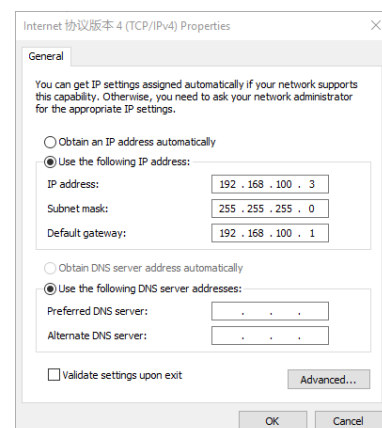 Internet 协议版本 4 (TCP/IPv4) Properties
General
You can get IP settings assigned automatically if your network supports
this capability. Otherwise, you need to ask your network administrator
for the appropriate IP settings.
Obtain an IP address automatically
Use the following IP address:
IP address: 192 . 168 . 100 . 3
Subnet mask: 255 . 255 . 255 . 0
Default gateway: 192 . 168 . 100 . 1
Obtain DNS server address automatically
Use the following DNS server addresses:
Preferred DNS server: . . .
Alternate DNS server: . . .
Validate settings upon exit
Advanced...
OK Cancel